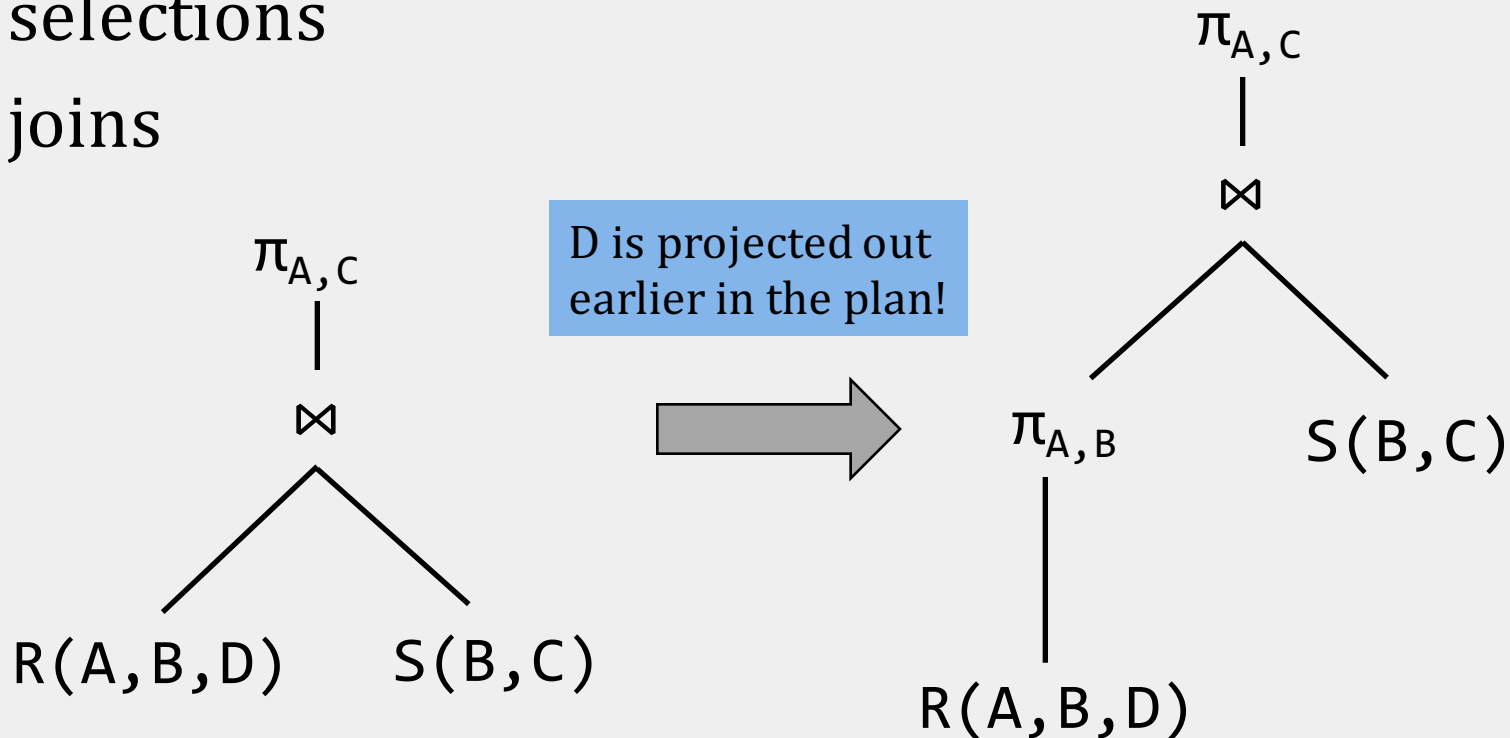 selections
joins
π_A,C
⋈
R(A,B,D) S(B,C)
D is projected out
earlier in the plan!
π_A,C
⋈
π_A,B S(B,C)
R(A,B,D)